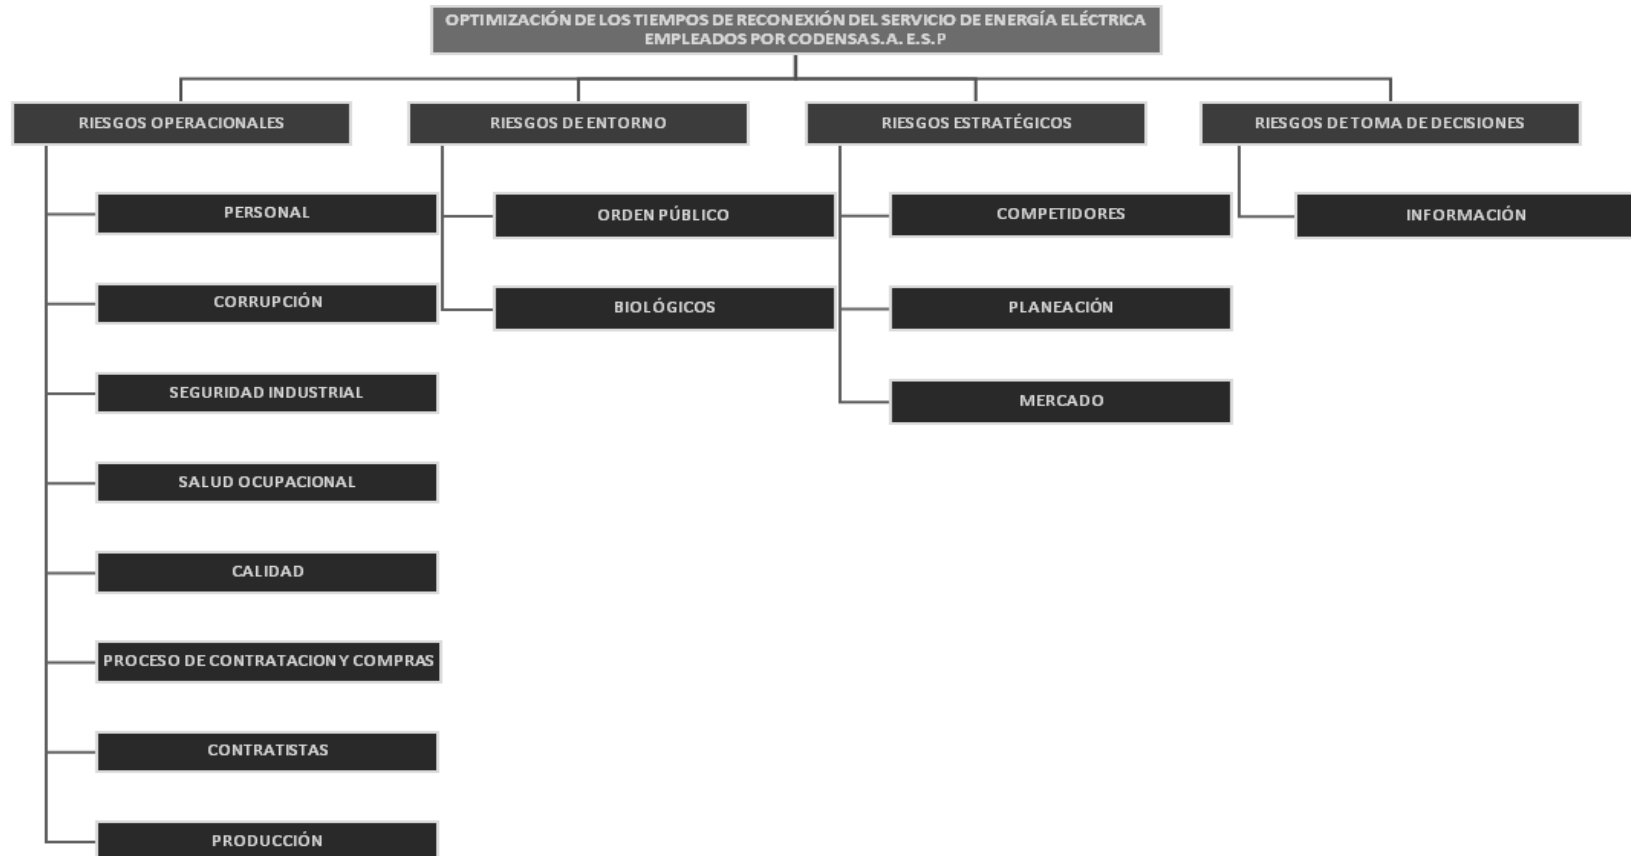 OPTIMIZACIÓN DE LOS TIEMPOS DE RECONEXIÓN DEL SERVICIO DE ENERGÍA ELÉCTRICA
EMPLEADOS POR CODENSA S.A. E.S.P
RIESGOS OPERACIONALES
PERSONAL
CORRUPCIÓN
SEGURIDAD INDUSTRIAL
SALUD OCUPACIONAL
CALIDAD
PROCESO DE CONTRATACION Y COMPRAS
CONTRATISTAS
PRODUCCIÓN
RIESGOS DE ENTORNO
ORDEN PÚBLICO
BIOLÓGICOS
RIESGOS ESTRATÉGICOS
COMPETIDORES
PLANEACIÓN
MERCADO
RIESGOS DE TOMA DE DECISIONES
INFORMACIÓN